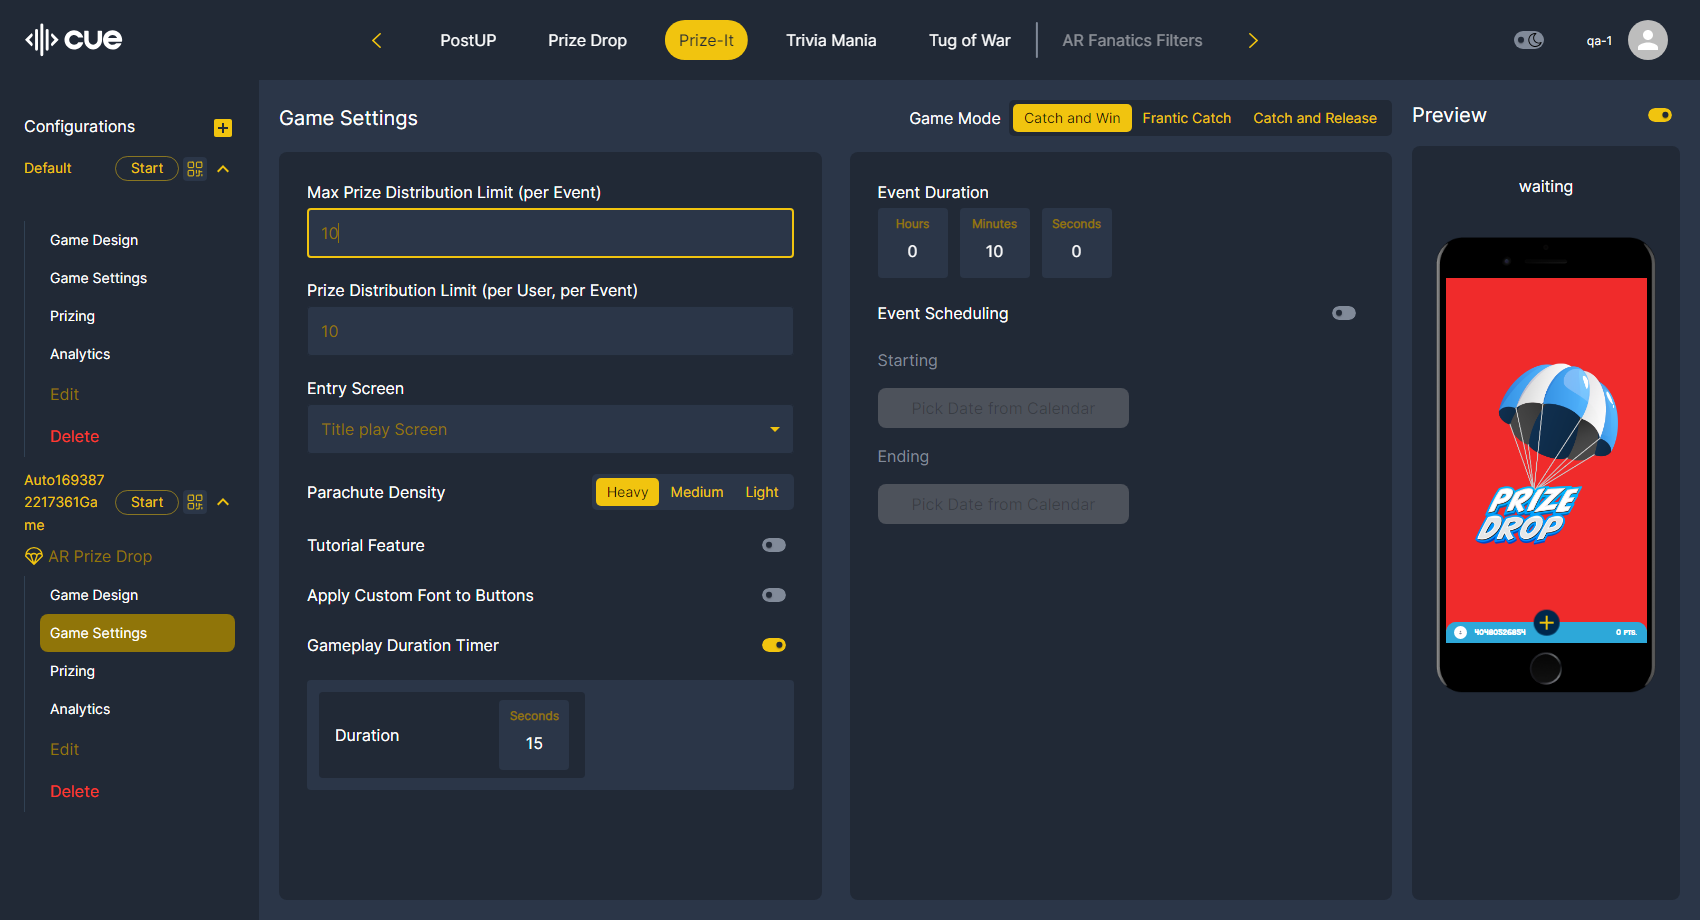 cue
PostUP
Prize Drop
Prize-It
Trivia Mania
Tug of War
AR Fanatics Filters
qa-1
Configurations
Default
Start
Game Design
Game Settings
Prizing
Analytics
Edit
Delete
Auto169387
2217361Ga
me
Start
AR Prize Drop
Game Design
Game Settings
Prizing
Analytics
Edit
Delete
Game Settings
Game Mode
Catch and Win
Frantic Catch
Catch and Release
Max Prize Distribution Limit (per Event)
10
Prize Distribution Limit (per User, per Event)
10
Entry Screen
Title play Screen
Parachute Density
Heavy
Medium
Light
Tutorial Feature
Apply Custom Font to Buttons
Gameplay Duration Timer
Duration
Seconds
15
Event Duration
Hours
0
Minutes
10
Seconds
0
Event Scheduling
Starting
Pick Date from Calendar
Ending
Pick Date from Calendar
Preview
waiting
PRIZE
DROP
40480526854
0 PTS.